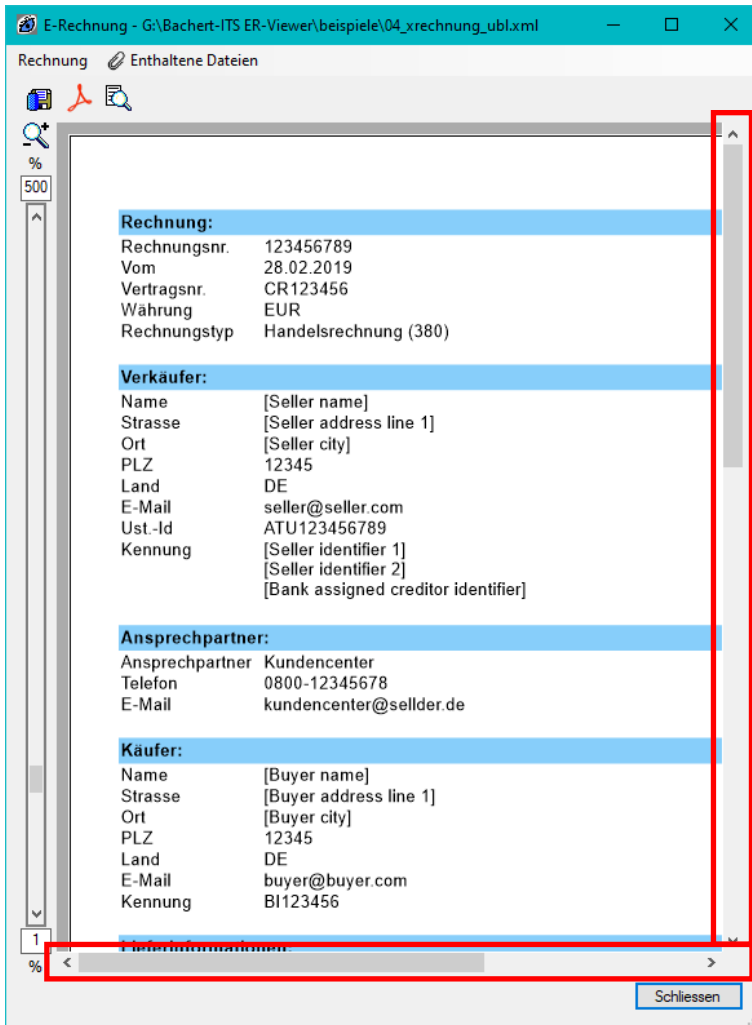 E-Rechnung - G:\Bachert-ITS ER-Viewer\beispiele\04_xrechnung_ubl.xml
Rechnung Enthaltene Dateien
%
500
Rechnung:
Rechnungsnr. 123456789
Vom 28.02.2019
Vertragsnr. CR123456
Währung EUR
Rechnungstyp Handelsrechnung (380)
Verkäufer:
Name [Seller name]
Strasse [Seller address line 1]
Ort [Seller city]
PLZ 12345
Land DE
E-Mail seller@seller.com
Ust.-Id ATU123456789
Kennung [Seller identifier 1]
[Seller identifier 2]
[Bank assigned creditor identifier]
Ansprechpartner:
Ansprechpartner Kundencenter
Telefon 0800-12345678
E-Mail kundencenter@sellder.de
Käufer:
Name [Buyer name]
Strasse [Buyer address line 1]
Ort [Buyer city]
PLZ 12345
Land DE
E-Mail buyer@buyer.com
Kennung BI123456
Lieferinformationen:
1
%
Schliessen